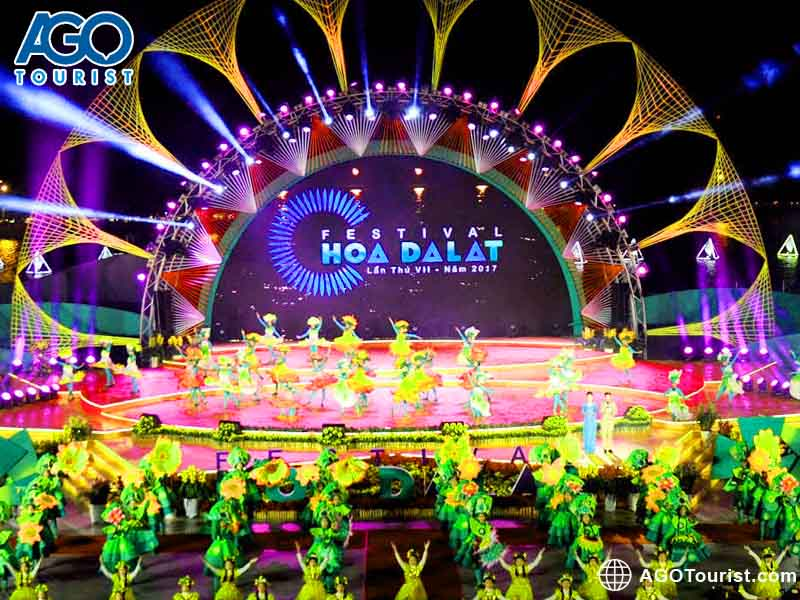 AGO
TOURIST
FESTIVAL
HOA DALAT
Lần Thứ VII - Năm 2017
AGOTourist.com